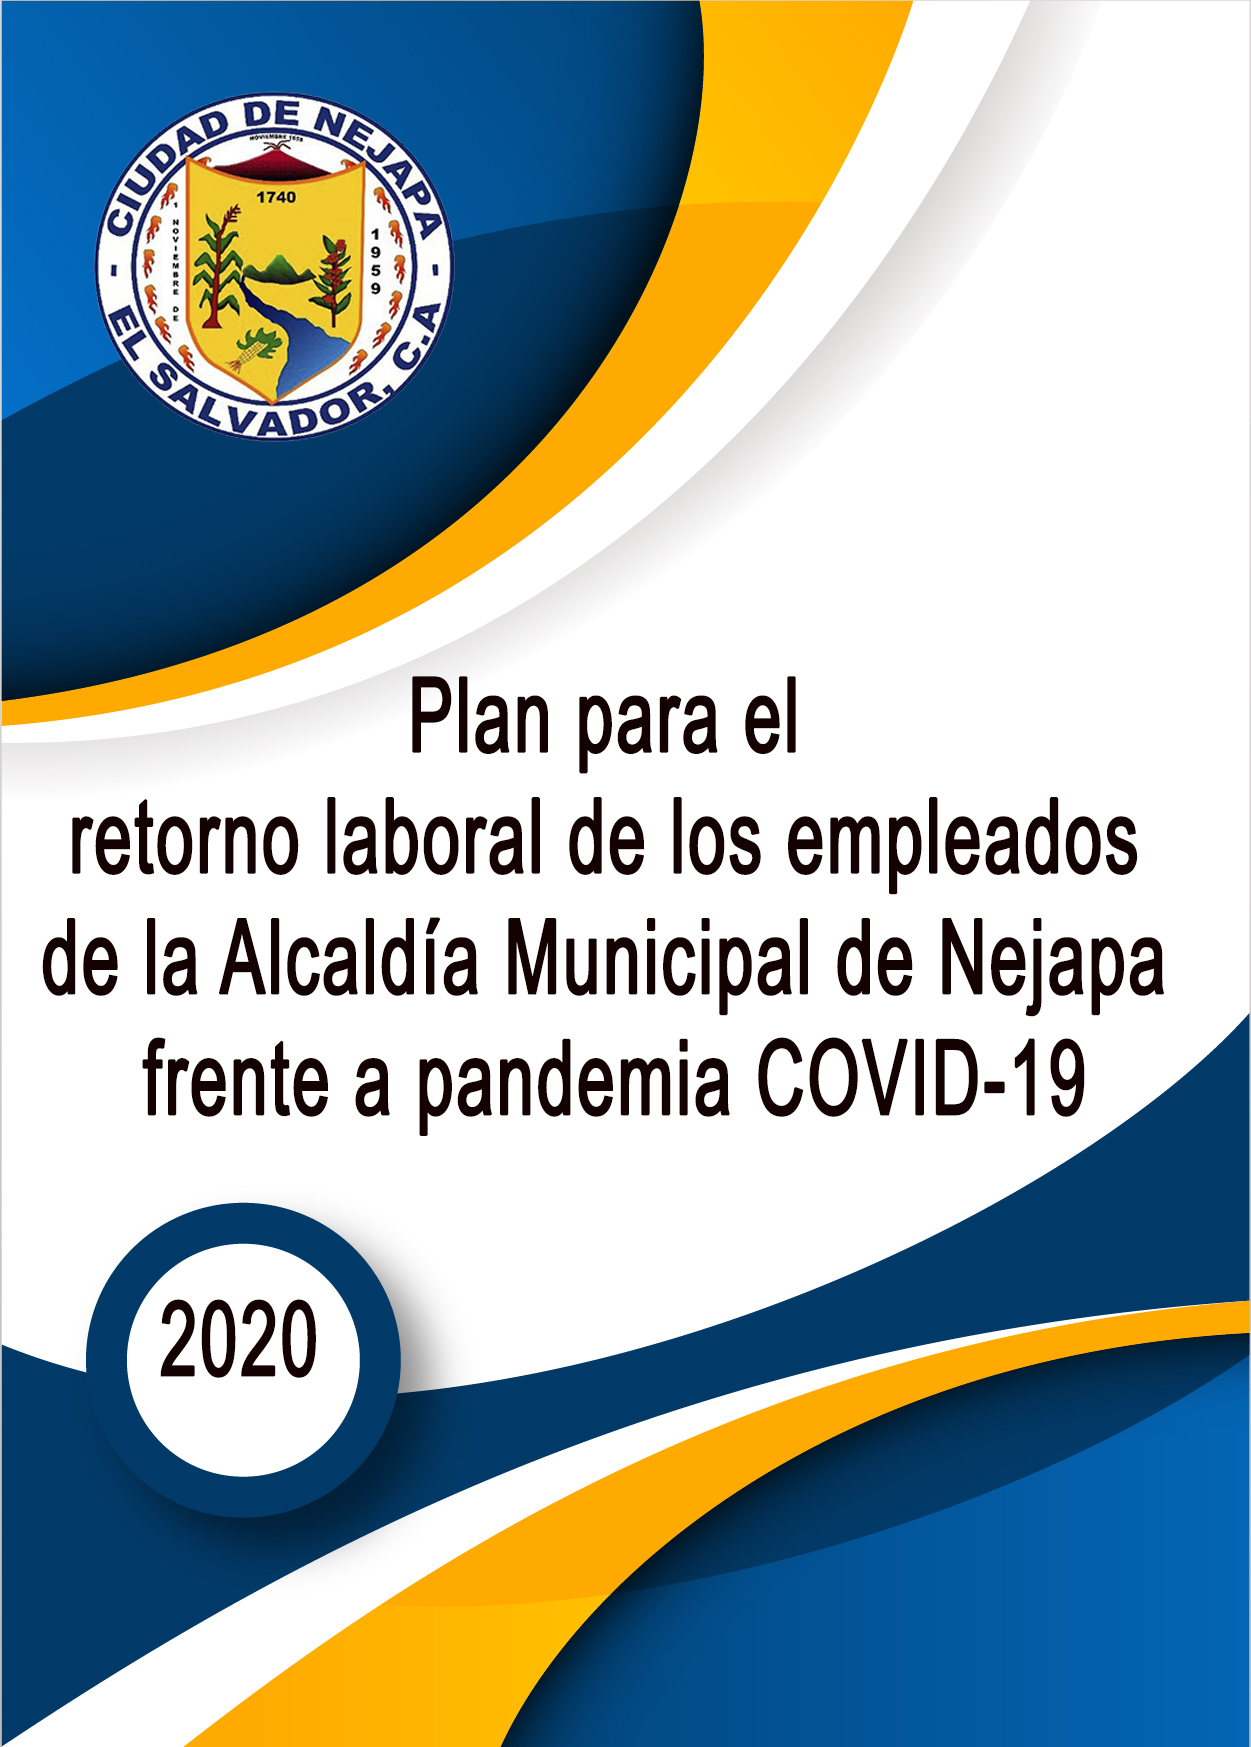 CIUDAD DE NEJAPA
NOVIEMBRE 1658
1740
1 NOVIEMBRE DE
1959
- EL SALVADOR, C.A -
Plan para el
retorno laboral de los empleados
de la Alcaldía Municipal de Nejapa
frente a pandemia COVID-19
2020